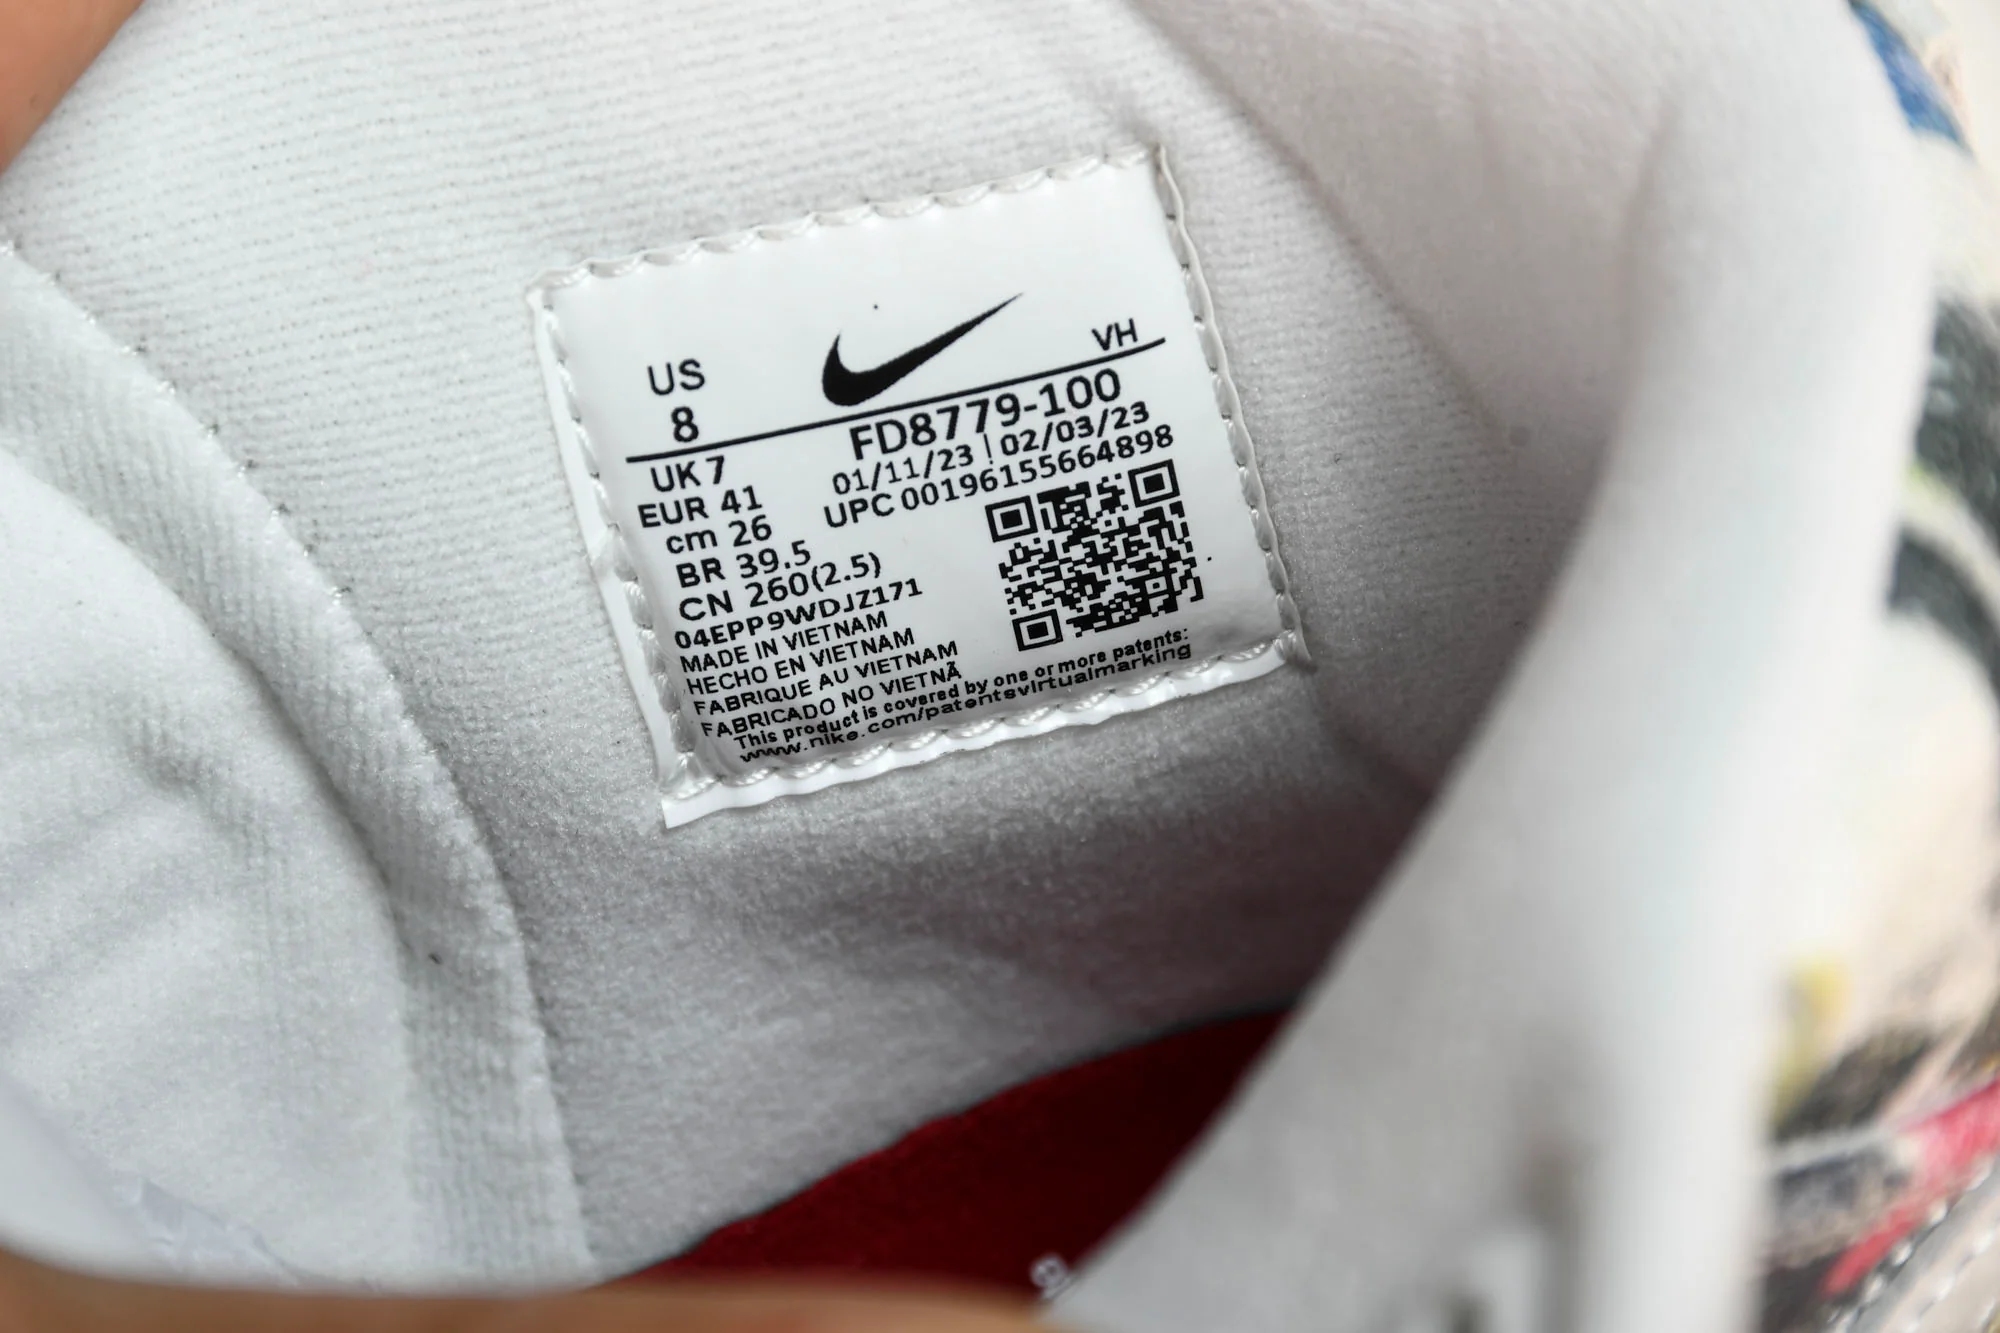 US
8
VH
FD8779-100
01/11/23 | 02/03/23
UPC 00196155664898
UK 7
EUR 41
cm 26
BR 39.5
CN 260(2.5)
04EPP9WDJZ171
MADE IN VIETNAM
HECHO EN VIETNAM
FABRIQUE AU VIETNAM
FABRICADO NO VIETNÃ
This product is covered by one or more patents:
www.nike.com/patentsvirtualmarking